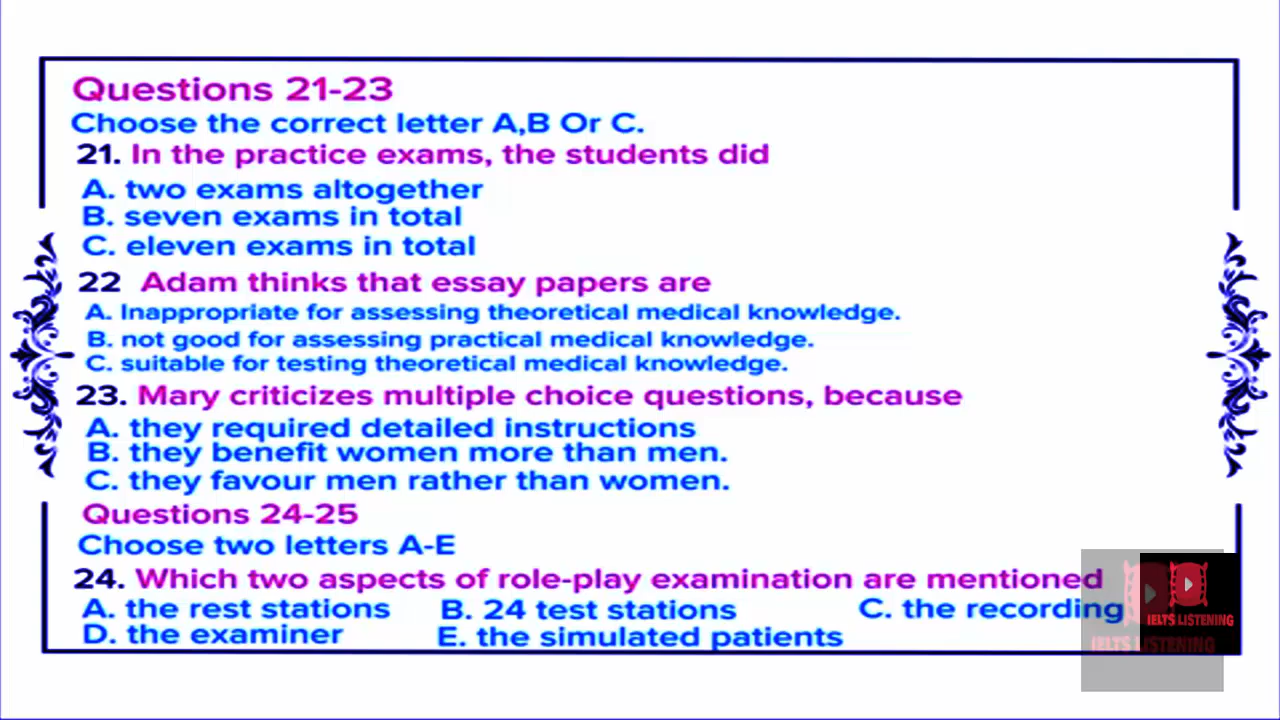 Questions 21-23
Choose the correct letter A,B Or C.
21. In the practice exams, the students did
A. two exams altogether
B. seven exams in total
C. eleven exams in total
22 Adam thinks that essay papers are
A. Inappropriate for assessing theoretical medical knowledge.
B. not good for assessing practical medical knowledge.
C. suitable for testing theoretical medical knowledge.
23. Mary criticizes multiple choice questions, because
A. they required detailed instructions
B. they benefit women more than men.
C. they favour men rather than women.
Questions 24-25
Choose two letters A-E
24. Which two aspects of role-play examination are mentioned
A. the rest stations B. 24 test stations C. the recording
D. the examiner E. the simulated patients
IELTS LISTENING
IELTS LISTENING